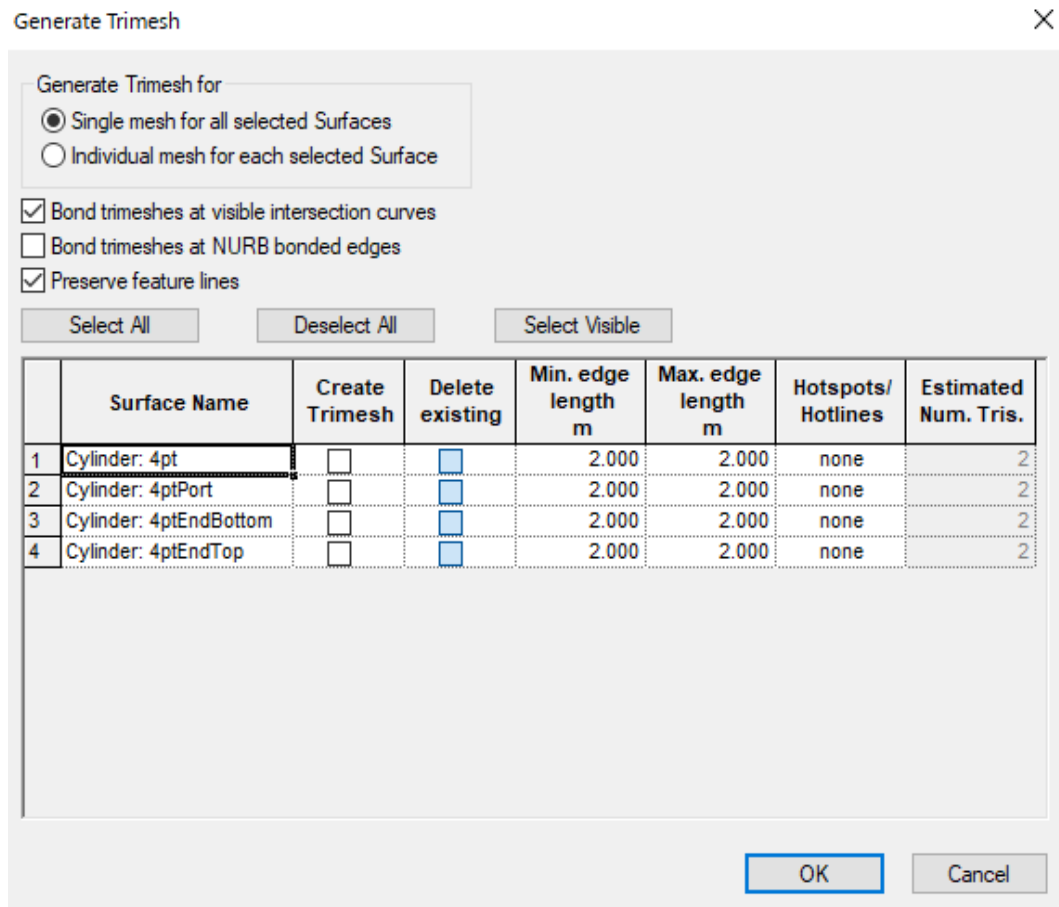 Generate Trimesh
Generate Trimesh for
Single mesh for all selected Surfaces
Individual mesh for each selected Surface
Bond trimeshes at visible intersection curves
Bond trimeshes at NURB bonded edges
Preserve feature lines
Select All Deselect All Select Visible
Surface Name Create Trimesh Delete existing Min. edge length m Max. edge length m Hotspots/ Hotlines Estimated Num. Tris.
1 Cylinder: 4pt 2.000 2.000 none 2
2 Cylinder: 4ptPort 2.000 2.000 none 2
3 Cylinder: 4ptEndBottom 2.000 2.000 none 2
4 Cylinder: 4ptEndTop 2.000 2.000 none 2
OK Cancel